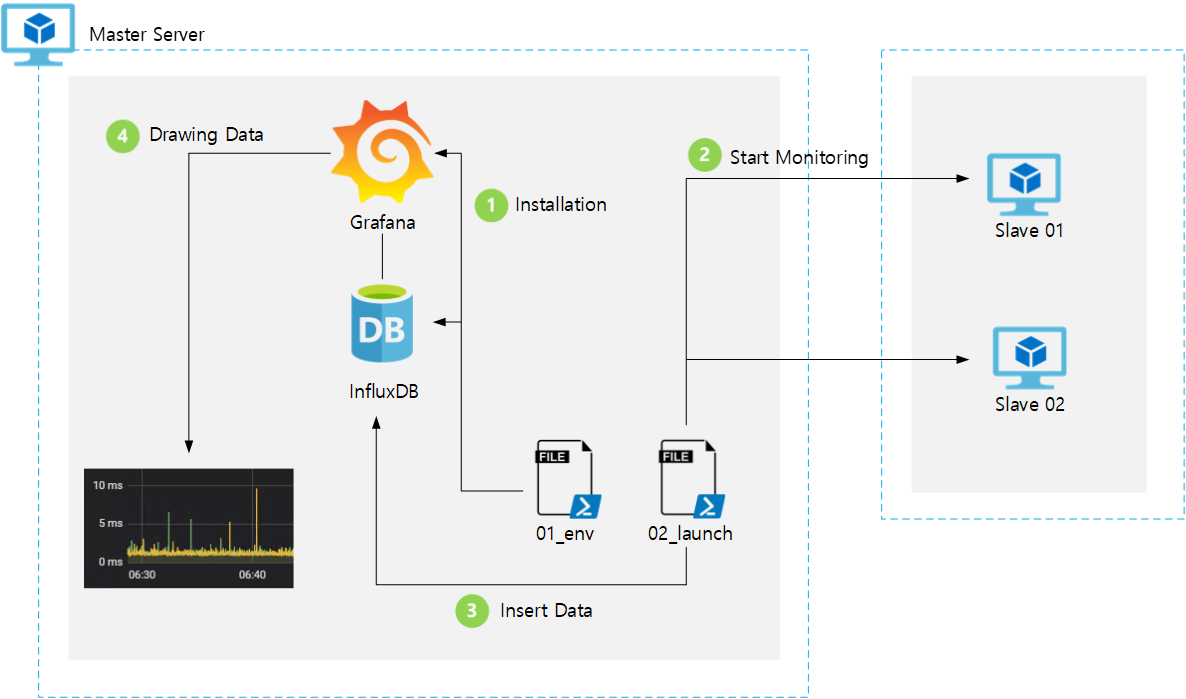 Master Server
4 Drawing Data
2 Start Monitoring
1 Installation
Grafana
Slave 01
DB
InfluxDB
Slave 02
FILE
FILE
10 ms
5 ms
0 ms
06:30
06:40
01_env
02_launch
3 Insert Data